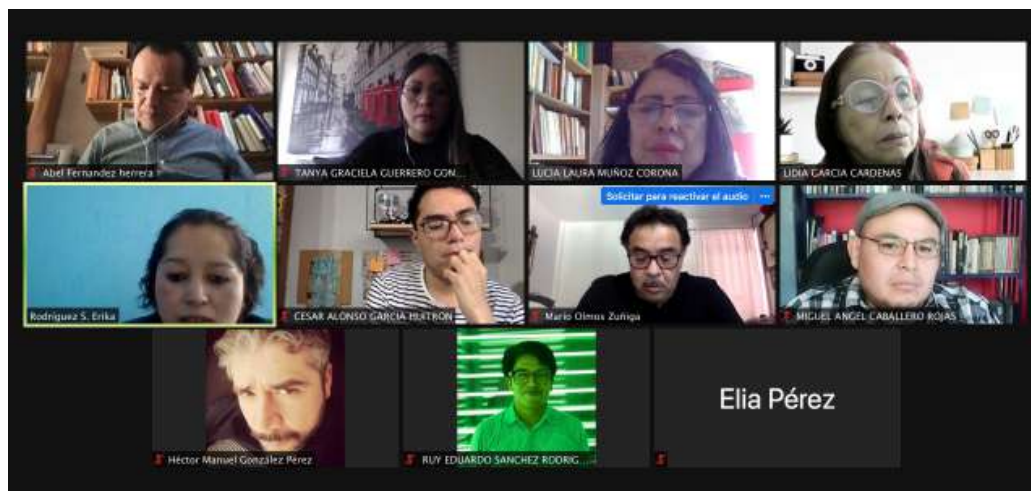 Abel Fernandez herrera
TANYA GRACIELA GUERRERO GON...
LUCIA LAURA MUÑOZ CORONA
LIDIA GARCIA CARDENAS
Rodríguez S. Erika
CESAR ALONSO GARCIA HUITRON
Solicitar para reactivar el audio ...
Mario Olmos Zuñiga
MIGUEL ANGEL CABALLERO ROJAS
Héctor Manuel González Pérez
RUY EDUARDO SANCHEZ RODRIG...
Elia Pérez